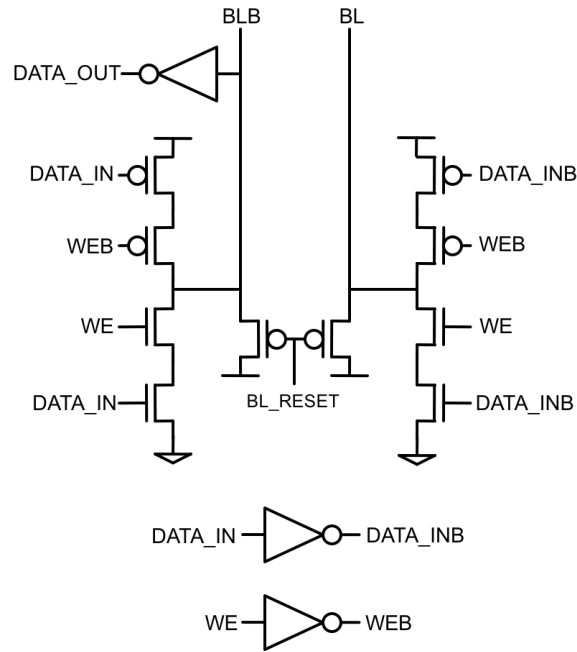 BLB
BL
DATA_OUT
DATA_IN
DATA_INB
WEB
WEB
WE
WE
DATA_IN
BL_RESET
DATA_INB
DATA_IN
DATA_INB
WE
WEB